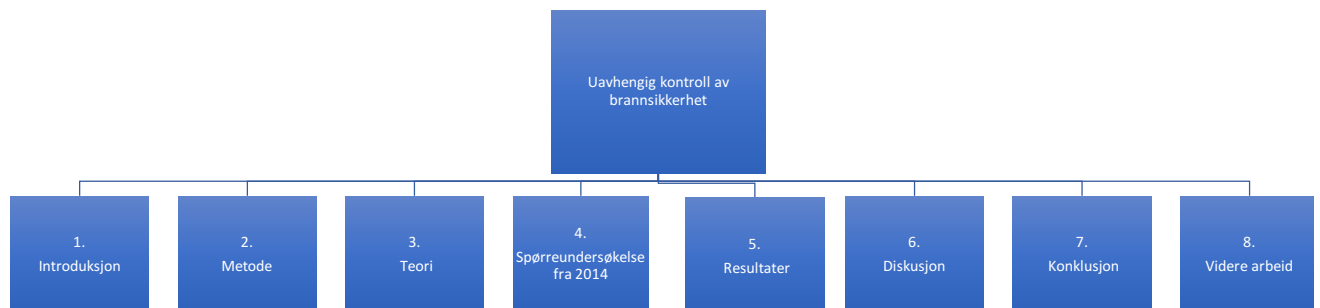 Uavhengig kontroll av
brannsikkerhet
1.
Introduksjon
2.
Metode
3.
Teori
4.
Spørreundersøkelse
fra 2014
5.
Resultater
6.
Diskusjon
7.
Konklusjon
8.
Videre arbeid